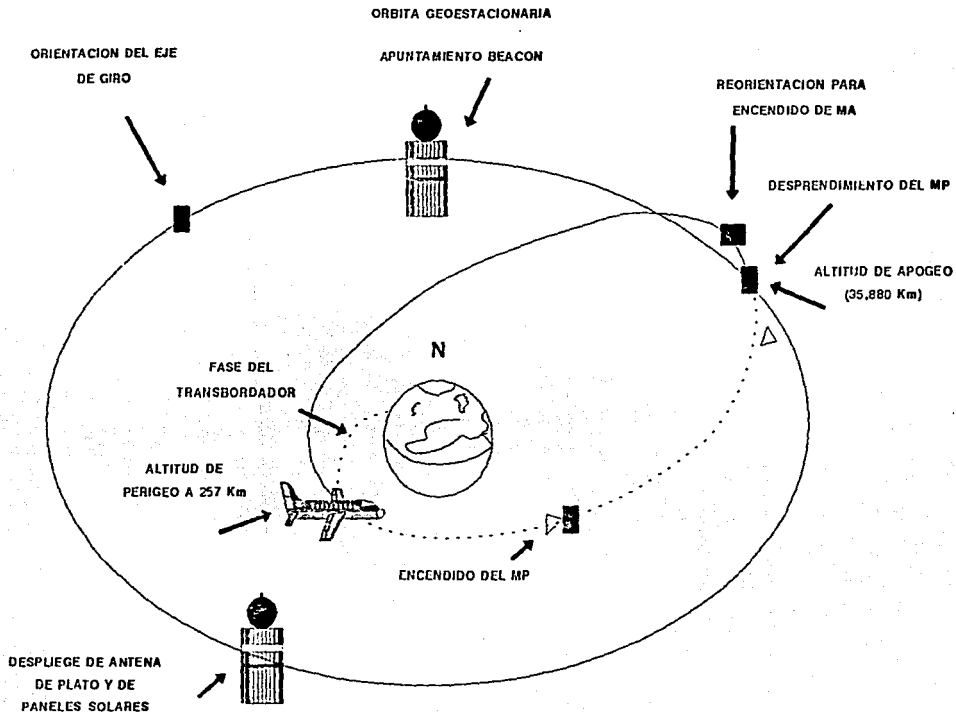 ORBITA GEOESTACIONARIA
APUNTAMIENTO BEACON
ORIENTACION DEL EJE
DE GIRO
REORIENTACION PARA
ENCENDIDO DE MA
DESPRENDIMIENTO DEL MP
ALTITUD DE APOGEO
(35,880 Km)
N
FASE DEL
TRANSBORDADOR
ALTITUD DE
PERIGEO A 257 Km
ENCENDIDO DEL MP
DESPLIEGE DE ANTENA
DE PLATO Y DE
PANELES SOLARES